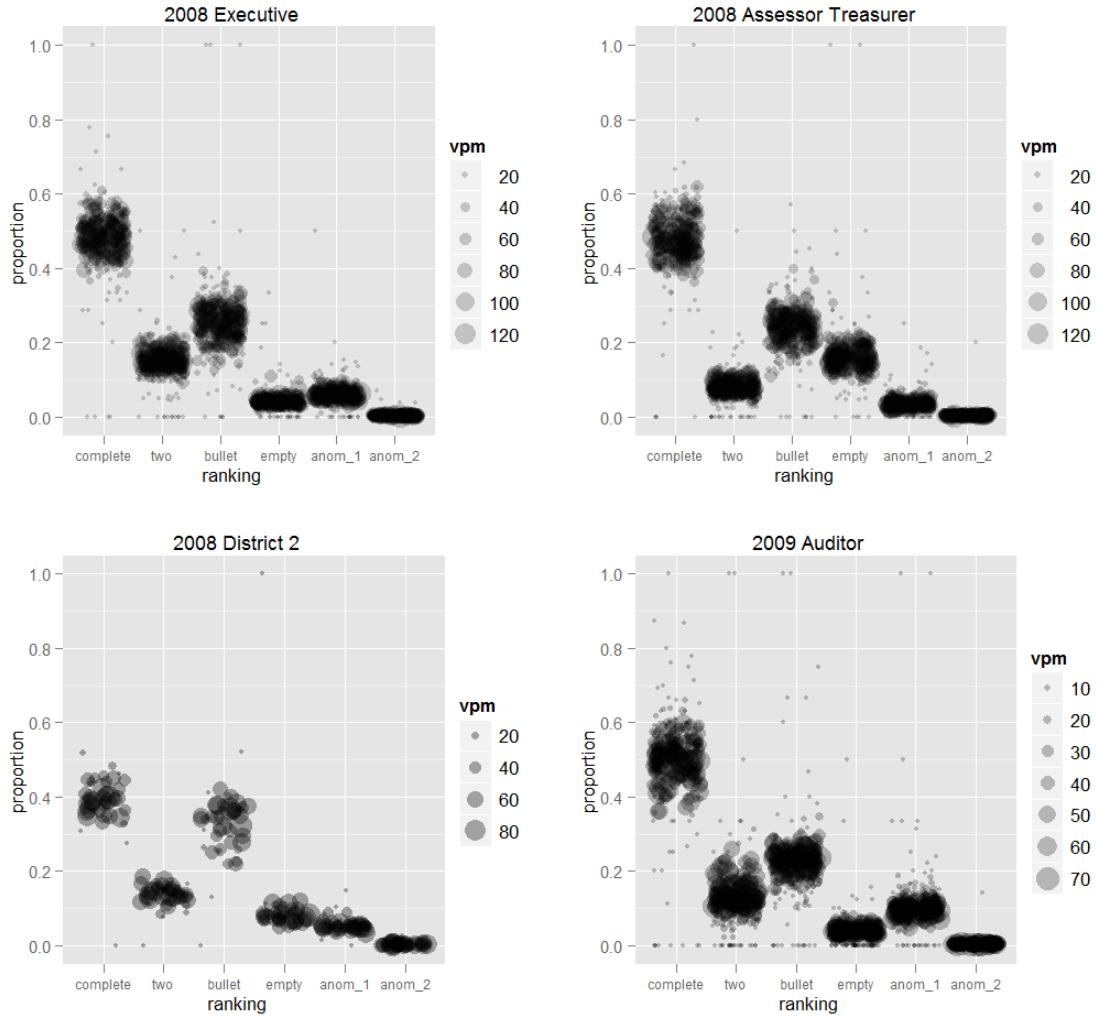 2008 Executive
1.0
0.8
0.6
0.4
0.2
0.0
proportion
complete two bullet empty anom_1 anom_2
ranking
vpm
20
40
60
80
100
120
2008 Assessor Treasurer
1.0
0.8
0.6
0.4
0.2
0.0
proportion
complete two bullet empty anom_1 anom_2
ranking
vpm
20
40
60
80
100
120
2008 District 2
1.0
0.8
0.6
0.4
0.2
0.0
proportion
complete two bullet empty anom_1 anom_2
ranking
vpm
20
40
60
80
2009 Auditor
1.0
0.8
0.6
0.4
0.2
0.0
proportion
complete two bullet empty anom_1 anom_2
ranking
vpm
10
20
30
40
50
60
70